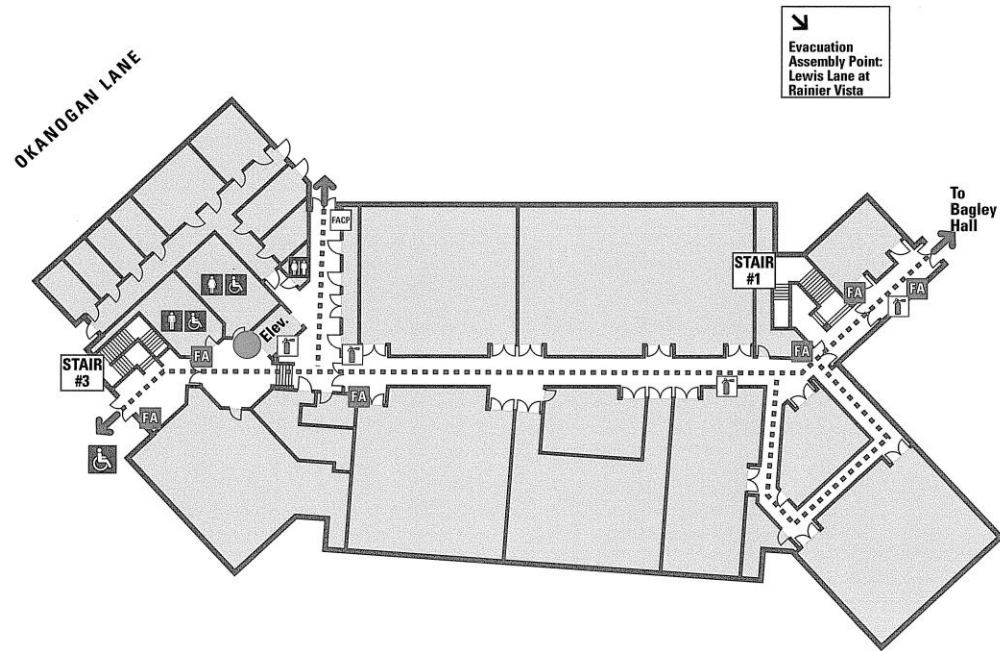 Evacuation
Assembly Point:
Lewis Lane at
Rainier Vista
OKANOGAN LANE
To
Bagley
Hall
FACP
STAIR
#1
FA
FA
Elev.
FA
FA
STAIR
#3
FA
FA